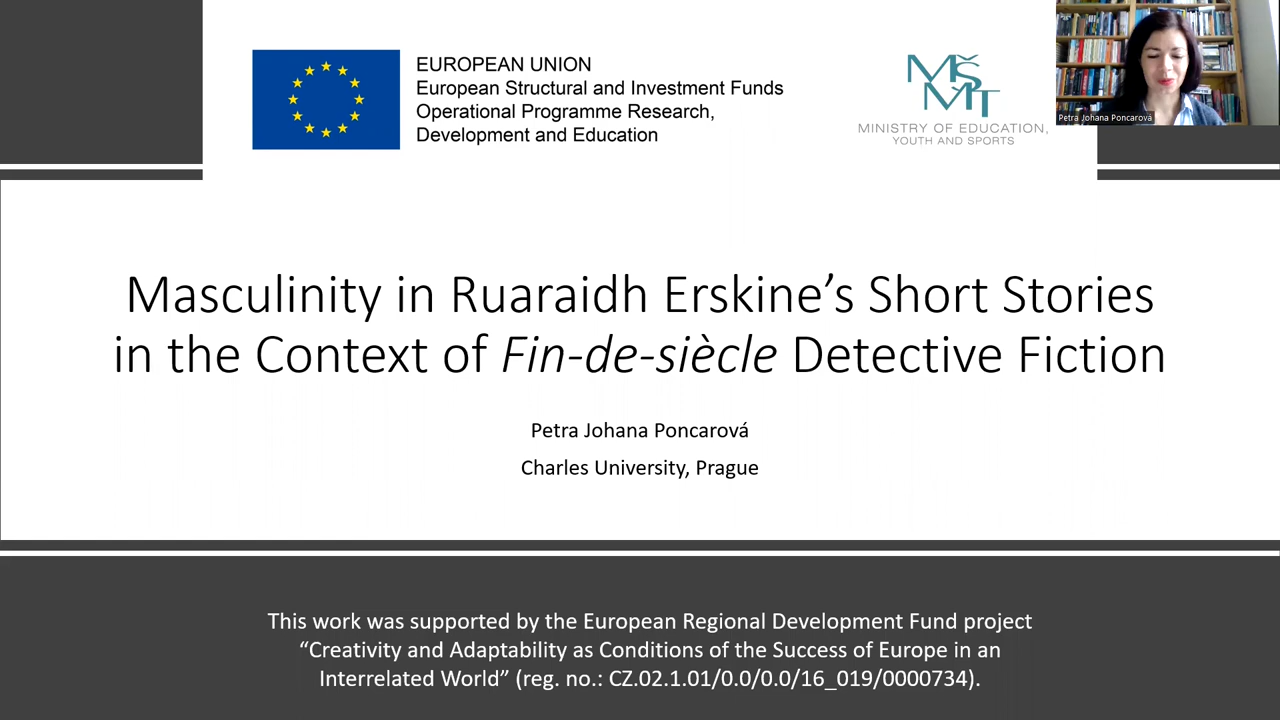 EUROPEAN UNION
European Structural and Investment Funds
Operational Programme Research,
Development and Education
MŠMT
MINISTRY OF EDUCATION,
YOUTH AND SPORTS
Petra Johana Poncarová
Masculinity in Ruaraidh Erskine’s Short Stories
in the Context of Fin-de-siècle Detective Fiction
Petra Johana Poncarová
Charles University, Prague
This work was supported by the European Regional Development Fund project
“Creativity and Adaptability as Conditions of the Success of Europe in an
Interrelated World” (reg. no.: CZ.02.1.01/0.0/0.0/16_019/0000734).